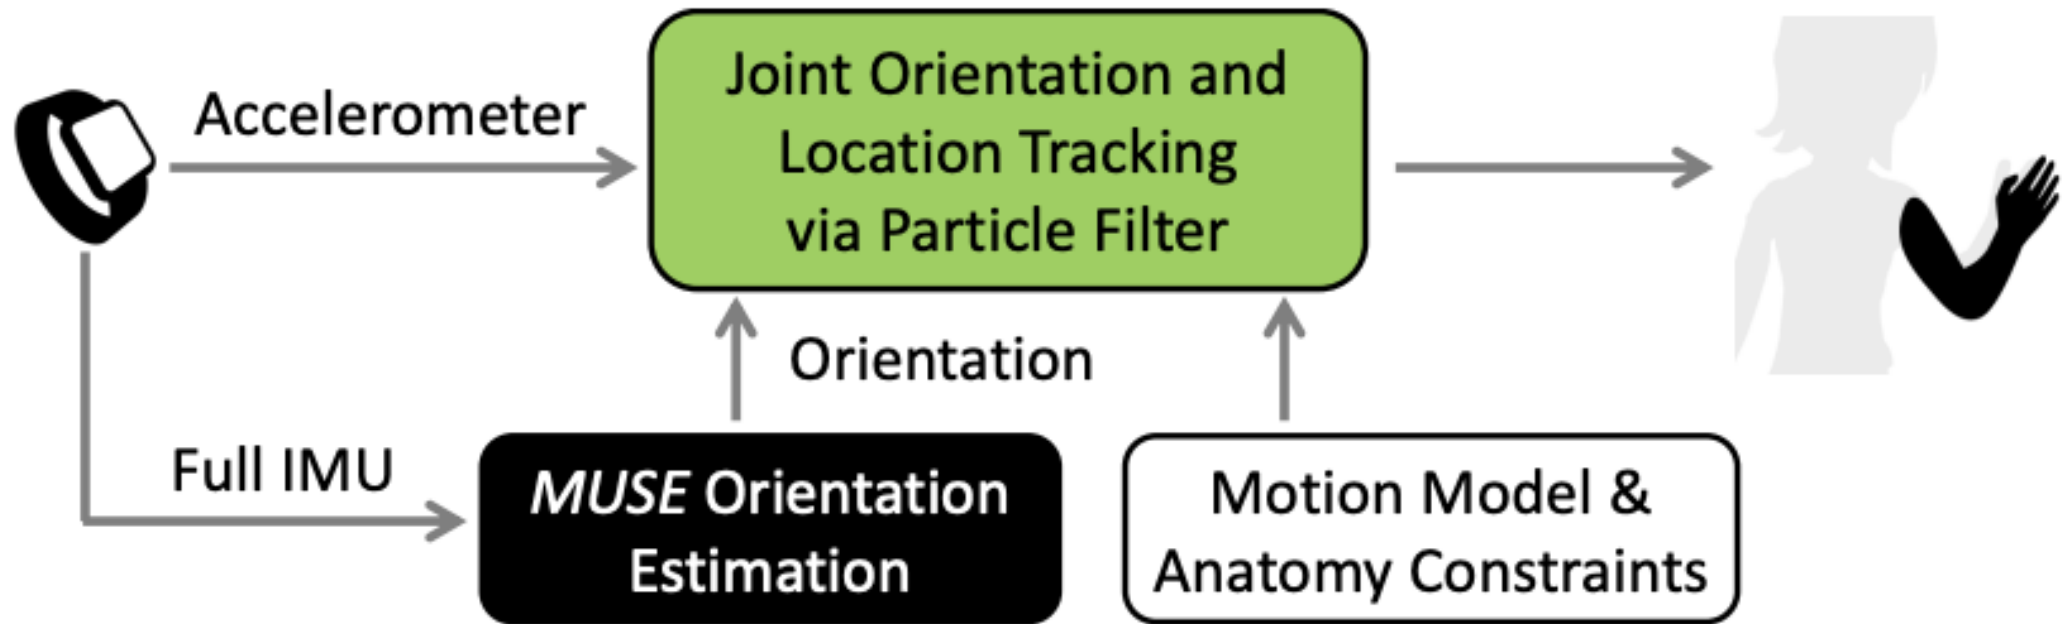 Accelerometer
Joint Orientation and
Location Tracking
via Particle Filter
Orientation
Full IMU
MUSE Orientation
Estimation
Motion Model &
Anatomy Constraints